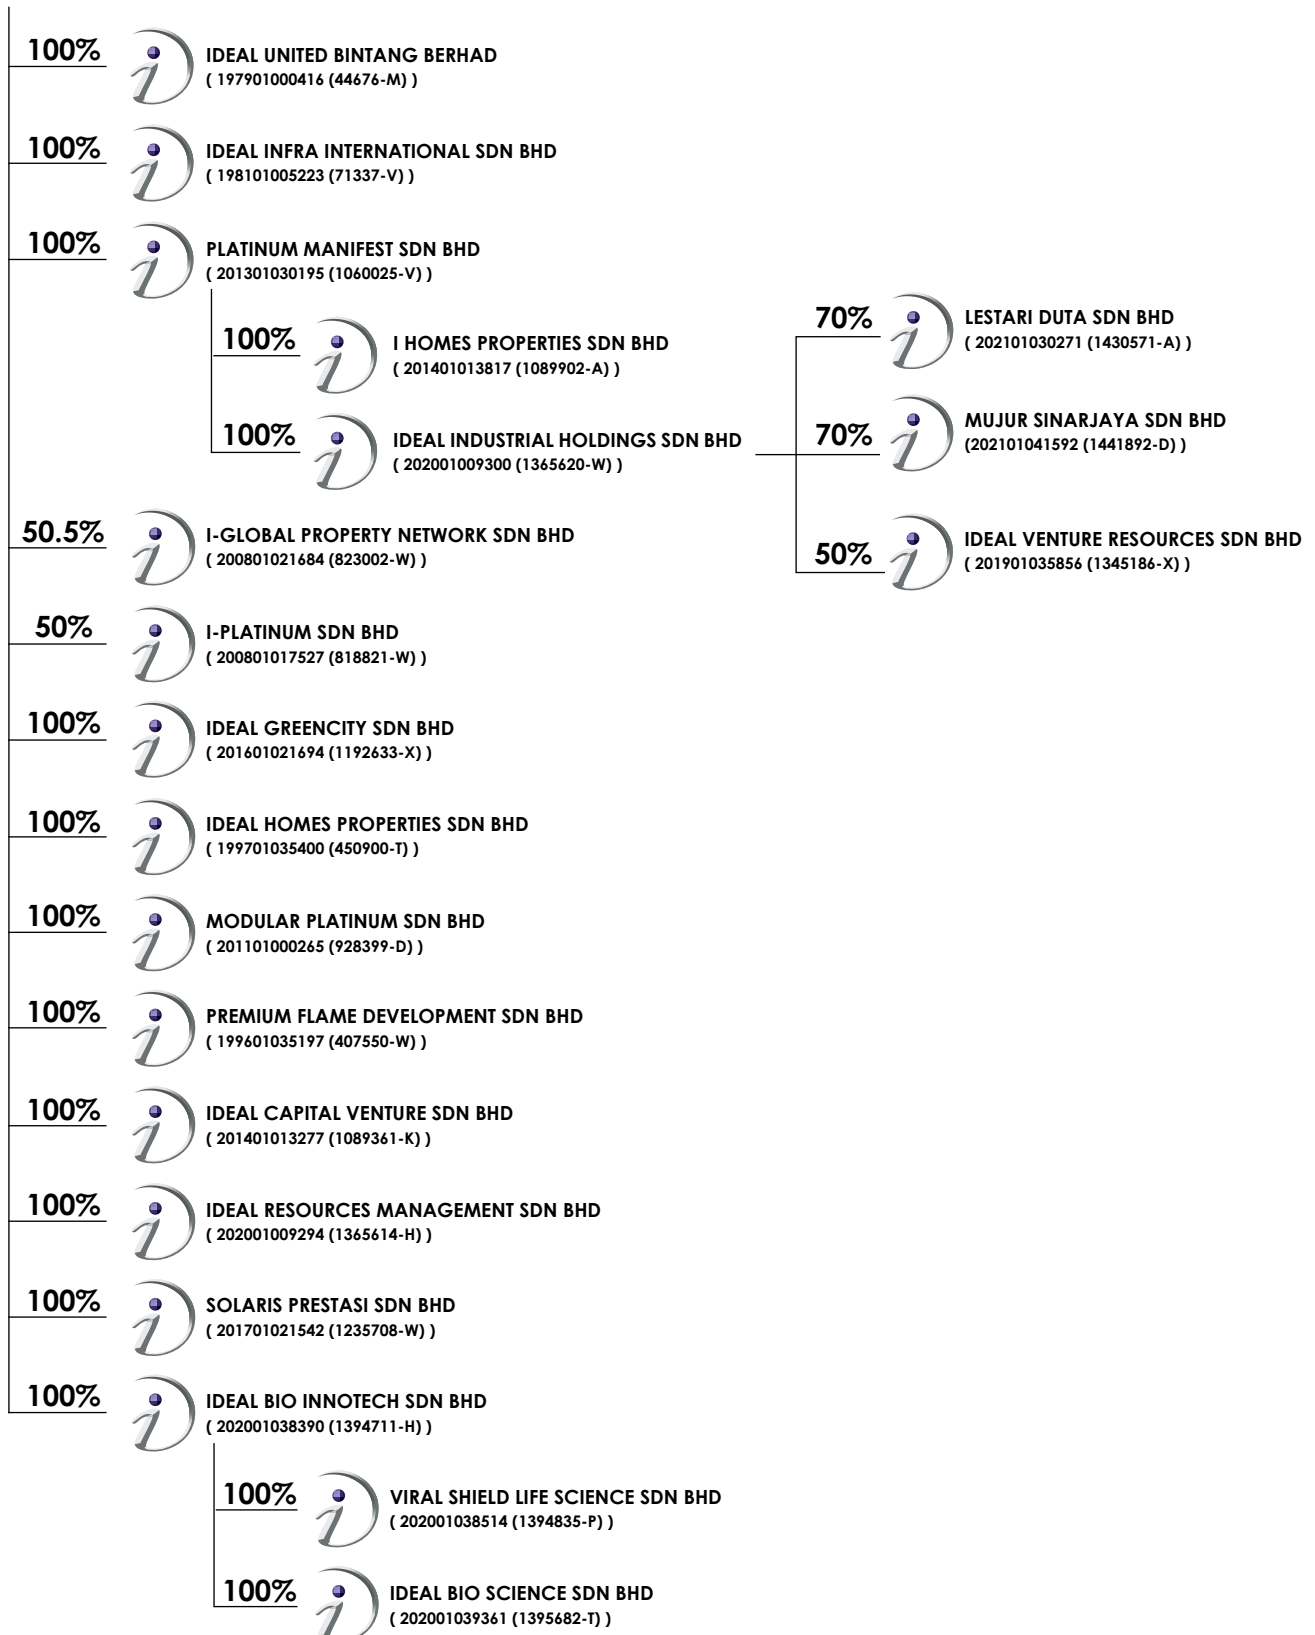 100%
IDEAL UNITED BINTANG BERHAD
( 197901000416 (44676-M) )
100%
IDEAL INFRA INTERNATIONAL SDN BHD
( 198101005223 (71337-V) )
100%
PLATINUM MANIFEST SDN BHD
( 201301030195 (1060025-V) )
100%
I HOMES PROPERTIES SDN BHD
( 201401013817 (1089902-A) )
100%
IDEAL INDUSTRIAL HOLDINGS SDN BHD
( 202001009300 (1365620-W) )
70%
LESTARI DUTA SDN BHD
( 202101030271 (1430571-A) )
70%
MUJUR SINARJAYA SDN BHD
(202101041592 (1441892-D) )
50%
IDEAL VENTURE RESOURCES SDN BHD
( 201901035856 (1345186-X) )
50.5%
I-GLOBAL PROPERTY NETWORK SDN BHD
( 200801021684 (823002-W) )
50%
I-PLATINUM SDN BHD
( 200801017527 (818821-W) )
100%
IDEAL GREENCITY SDN BHD
( 201601021694 (1192633-X) )
100%
IDEAL HOMES PROPERTIES SDN BHD
( 199701035400 (450900-T) )
100%
MODULAR PLATINUM SDN BHD
( 201101000265 (928399-D) )
100%
PREMIUM FLAME DEVELOPMENT SDN BHD
( 199601035197 (407550-W) )
100%
IDEAL CAPITAL VENTURE SDN BHD
( 201401013277 (1089361-K) )
100%
IDEAL RESOURCES MANAGEMENT SDN BHD
( 202001009294 (1365614-H) )
100%
SOLARIS PRESTASI SDN BHD
( 201701021542 (1235708-W) )
100%
IDEAL BIO INNOTECH SDN BHD
( 202001038390 (1394711-H) )
100%
VIRAL SHIELD LIFE SCIENCE SDN BHD
( 202001038514 (1394835-P) )
100%
IDEAL BIO SCIENCE SDN BHD
( 202001039361 (1395682-T) )